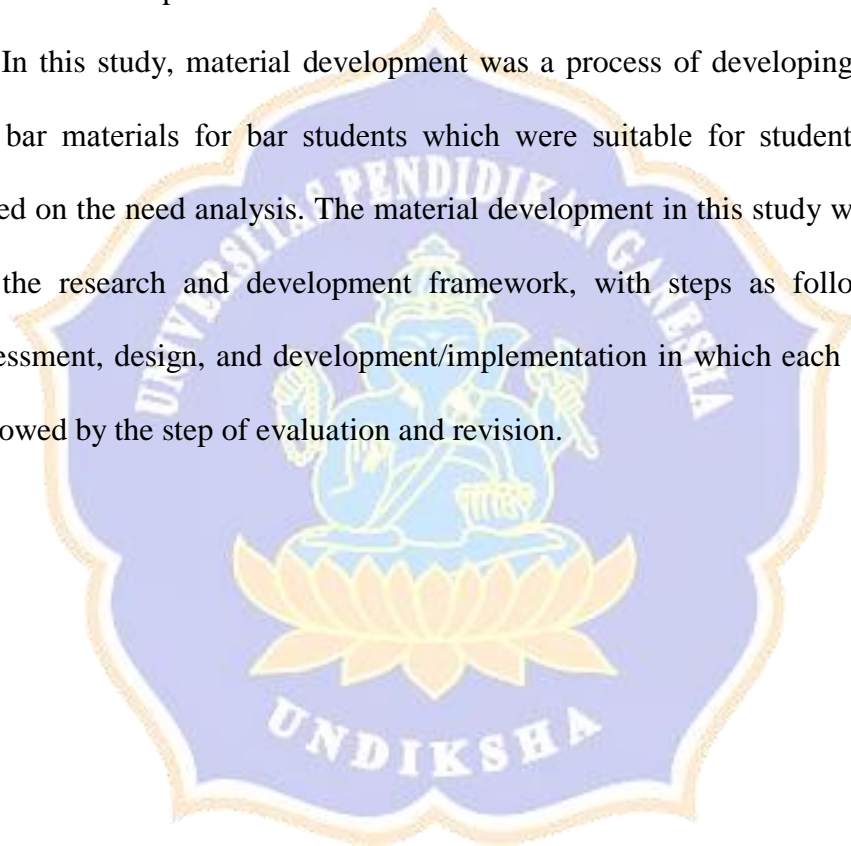 In this study, material development was a process of developing
bar materials for bar students which were suitable for student
ed on the need analysis. The material development in this study w
the research and development framework, with steps as follo
essment, design, and development/implementation in which each
owed by the step of evaluation and revision.
UNIVERSITAS PENDIDIKAN GANESHA
UNDIKSHA